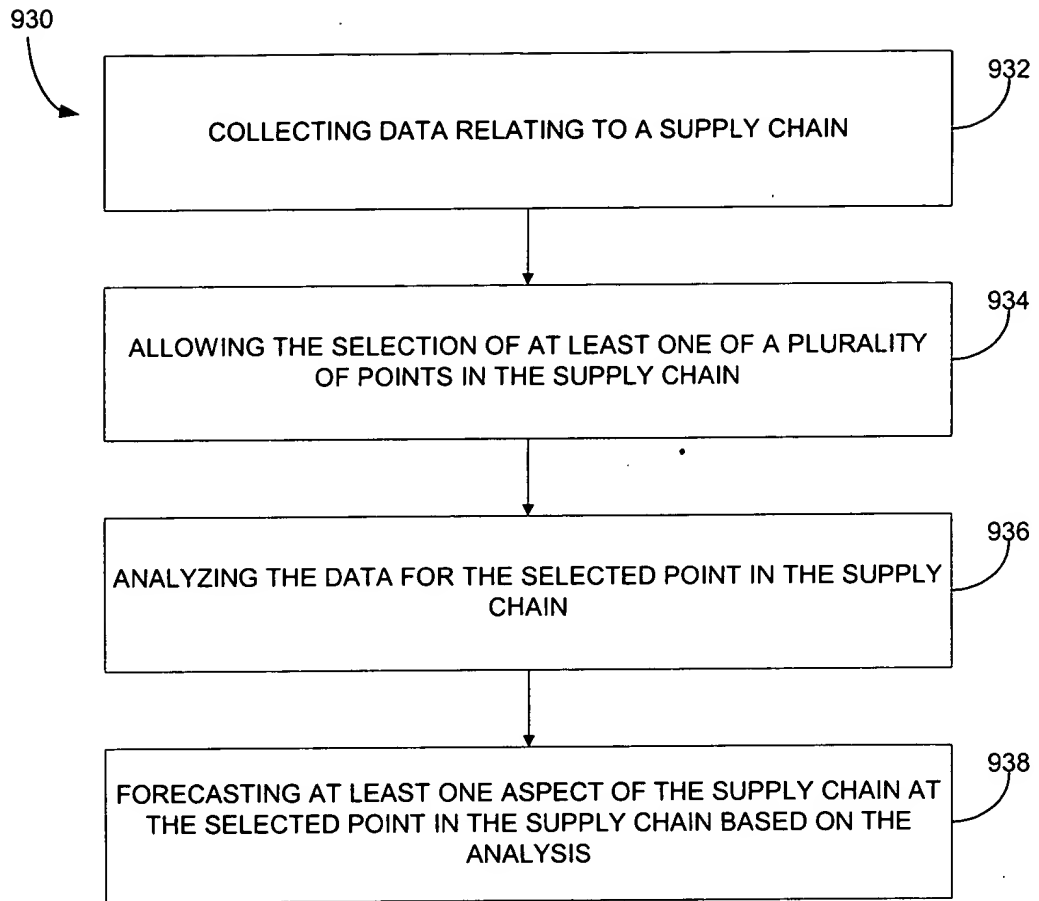 930
932
COLLECTING DATA RELATING TO A SUPPLY CHAIN
934
ALLOWING THE SELECTION OF AT LEAST ONE OF A PLURALITY
OF POINTS IN THE SUPPLY CHAIN
936
ANALYZING THE DATA FOR THE SELECTED POINT IN THE SUPPLY
CHAIN
938
FORECASTING AT LEAST ONE ASPECT OF THE SUPPLY CHAIN AT
THE SELECTED POINT IN THE SUPPLY CHAIN BASED ON THE
ANALYSIS